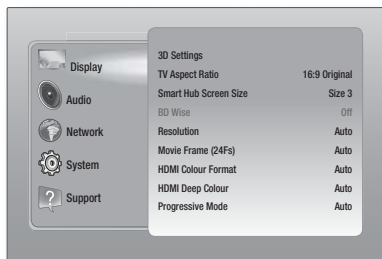 Display
Audio
Network
System
Support
3D Settings
TV Aspect Ratio 16:9 Original
Smart Hub Screen Size Size 3
BD Wise Off
Resolution Auto
Movie Frame (24Fs) Auto
HDMI Colour Format Auto
HDMI Deep Colour Auto
Progressive Mode Auto